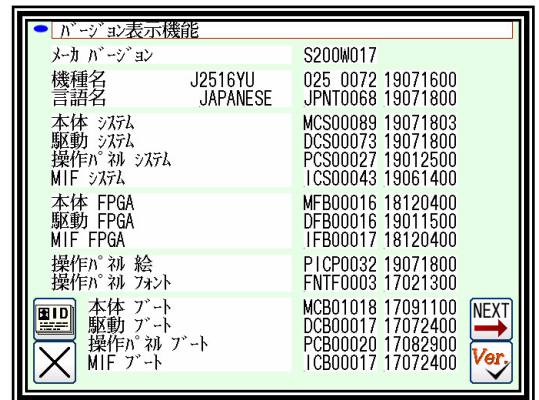 バージョン表示機能
メーカ バージョン S200W017
機種名 J2516YU 025 0072 19071600
言語名 JAPANESE JPNT0068 19071800
本体 システム MCS00089 19071803
駆動 システム DCS00073 19071800
操作パネル システム PCS00027 19012500
MIF システム ICS00043 19061400
本体 FPGA MFB00016 18120400
駆動 FPGA DFB00016 19011500
MIF FPGA IFB00017 18120400
操作パネル 絵 PICP0032 19071800
操作パネル フォント FNTF0003 17021300
ID 本体 ブート MCB01018 17091100 NEXT
駆動 ブート DCB00017 17072400
操作パネル ブート PCB00020 17082900 Ver.
MIF ブート ICB00017 17072400